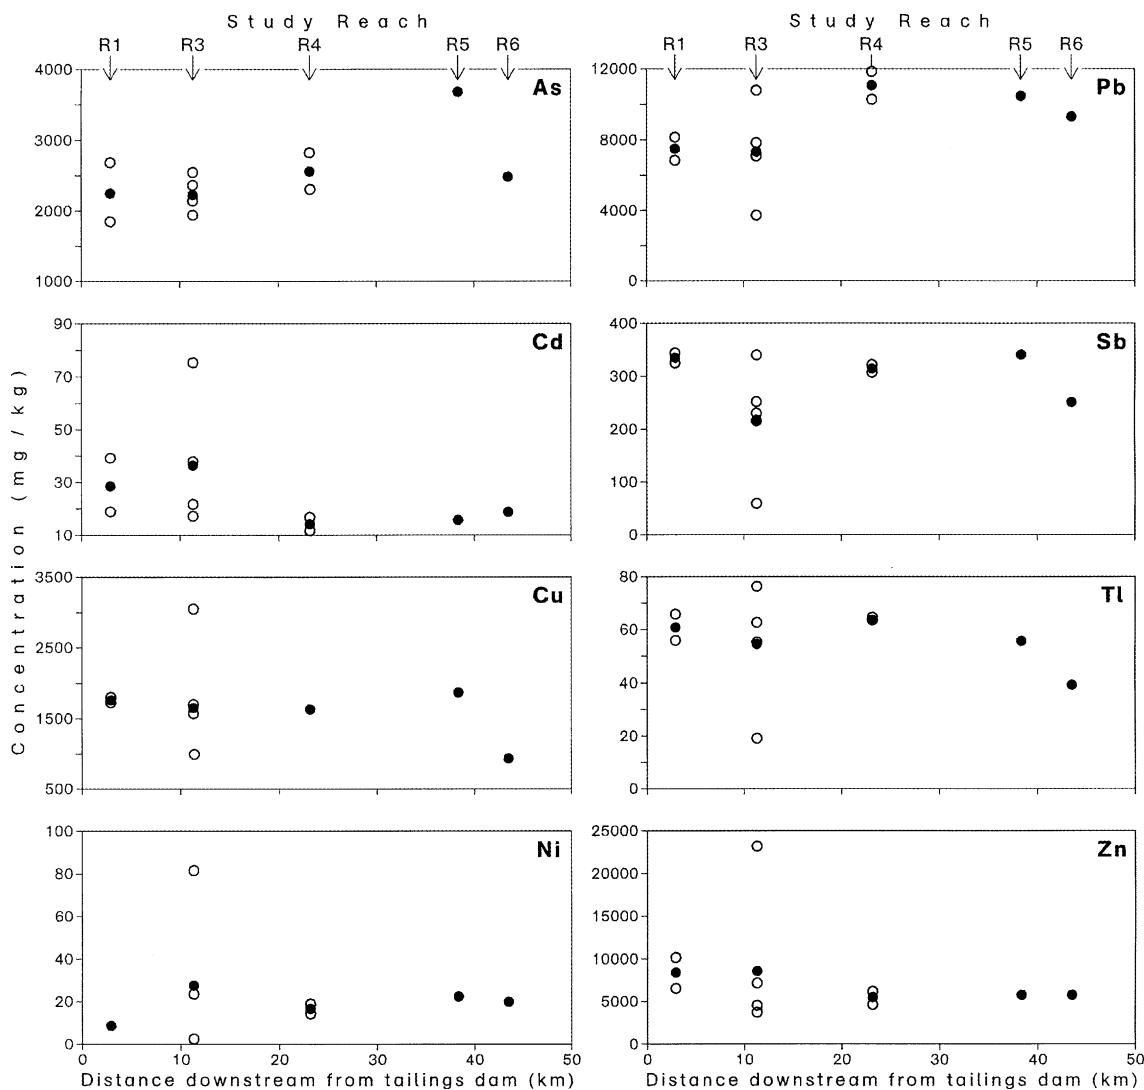 Study Reach
Study Reach
R1 R3 R4 R5 R6
R1 R3 R4 R5 R6
4000
3000
2000
1000
As
12000
8000
4000
0
Pb
90
70
50
30
10
Cd
400
300
200
100
0
Sb
3500
2500
1500
500
Cu
80
60
40
20
0
Tl
100
80
60
40
20
0
Ni
25000
20000
15000
10000
5000
0
Zn
Concentration (mg/kg)
0 10 20 30 40 50
0 10 20 30 40 50
Distance downstream from tailings dam (km)
Distance downstream from tailings dam (km)